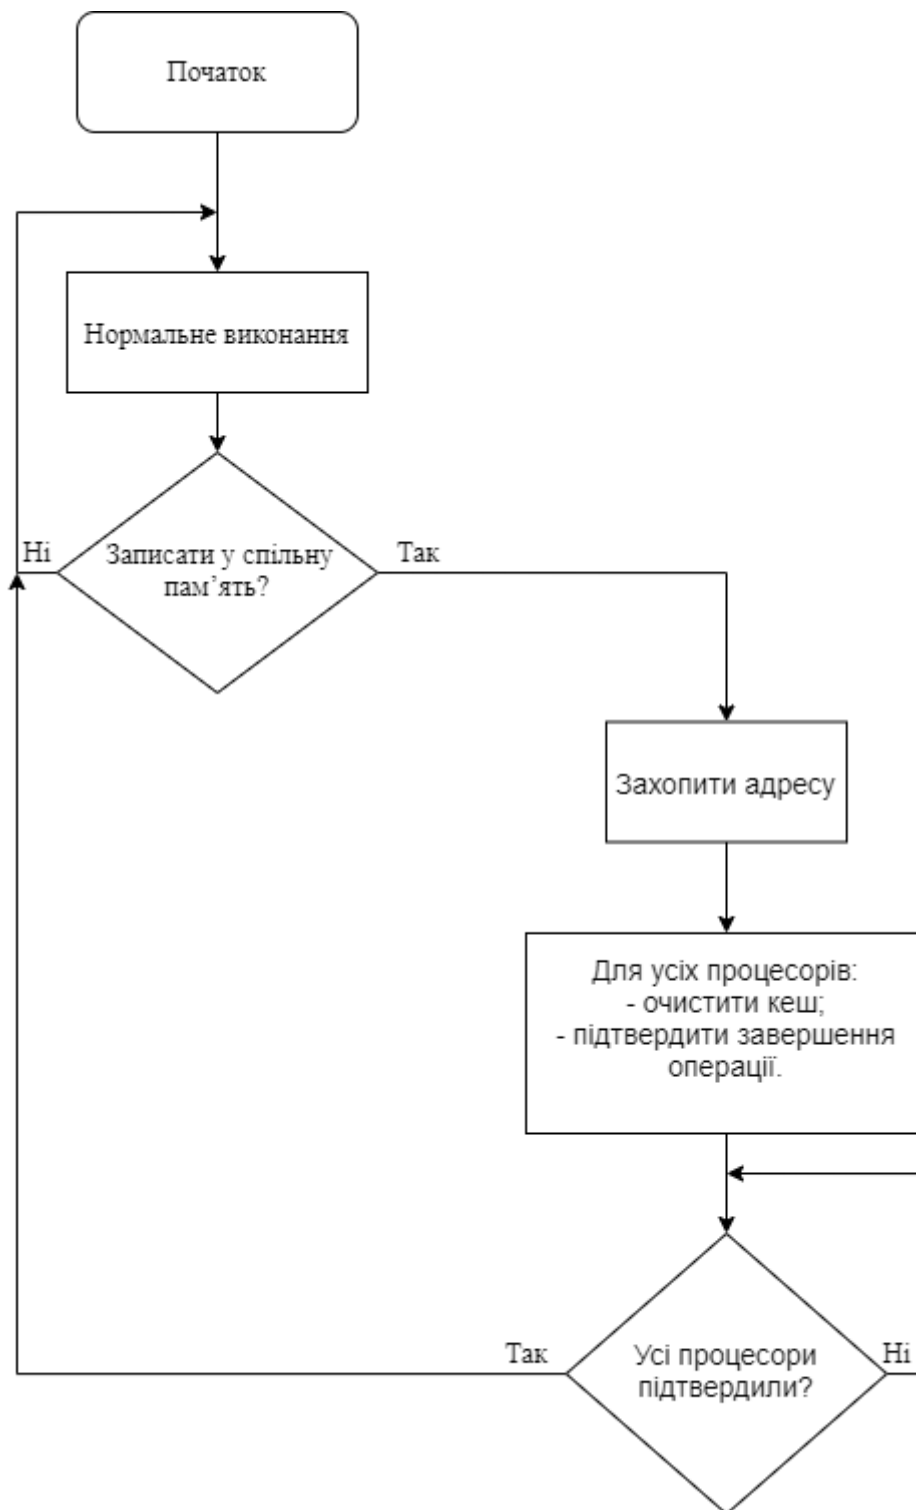 Початок
Нормальне виконання
Ні
Записати у спільну
пам’ять?
Так
Захопити адресу
Для усіх процесорів:
- очистити кеш;
- підтвердити завершення
операції.
Так
Усі процесори
підтвердили?
Ні